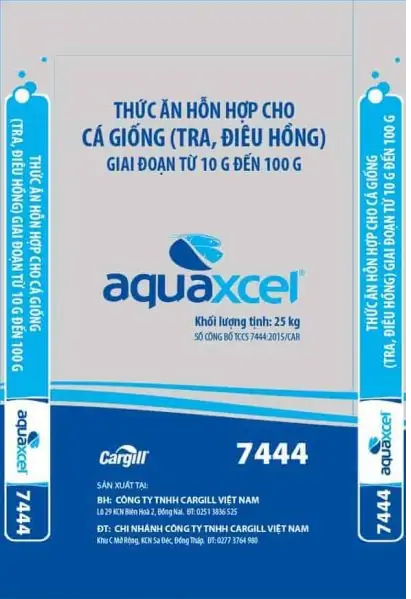 THỨC ĂN HỖN HỢP CHO
CÁ GIỐNG (TRA, ĐIÊU HỒNG)
GIAI ĐOẠN TỪ 10 G ĐẾN 100 G
aquaxcel®
Khối lượng tịnh: 25 kg
SỐ CÔNG BỐ TCCS 7444:2015/CAR
Cargill®
7444
SẢN XUẤT TẠI:
BH: CÔNG TY TNHH CARGILL VIỆT NAM
Lô 29 KCN Biên Hoà 2, Đồng Nai. ĐT: 0251 3836 525
ĐT: CHI NHÁNH CÔNG TY TNHH CARGILL VIỆT NAM
Khu C Mở Rộng, KCN Sa Đéc, Đồng Tháp. ĐT: 0277 3764 980
THỨC ĂN HỖN HỢP CHO CÁ GIỐNG
(TRA, ĐIÊU HỒNG) GIAI ĐOẠN TỪ 10 G ĐẾN 100 G
aquaxcel
7444
THỨC ĂN HỖN HỢP CHO CÁ GIỐNG
(TRA, ĐIÊU HỒNG) GIAI ĐOẠN TỪ 10 G ĐẾN 100 G
aquaxcel
7444